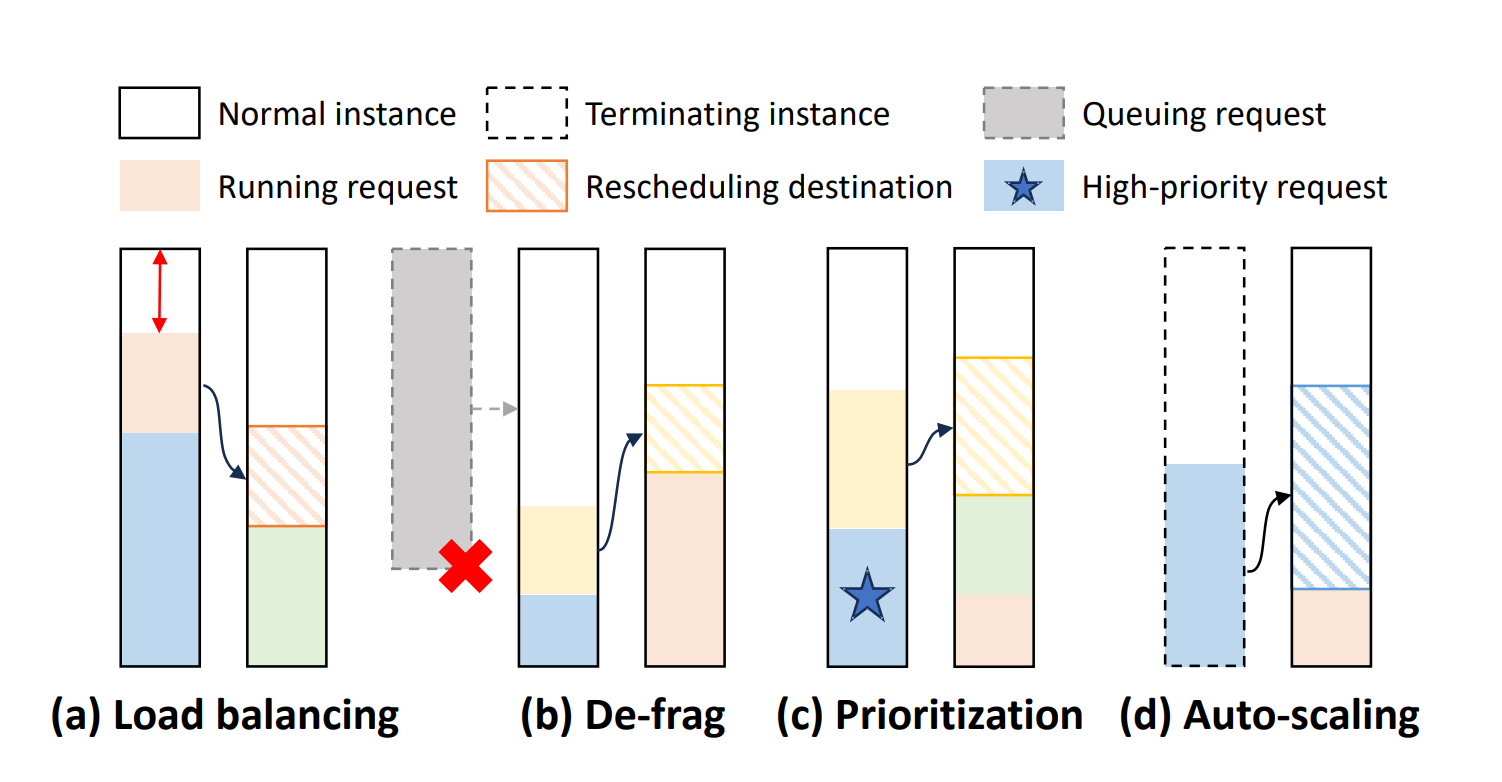 Normal instance Terminating instance Queuing request
Running request Rescheduling destination High-priority request
(a) Load balancing (b) De-frag (c) Prioritization (d) Auto-scaling